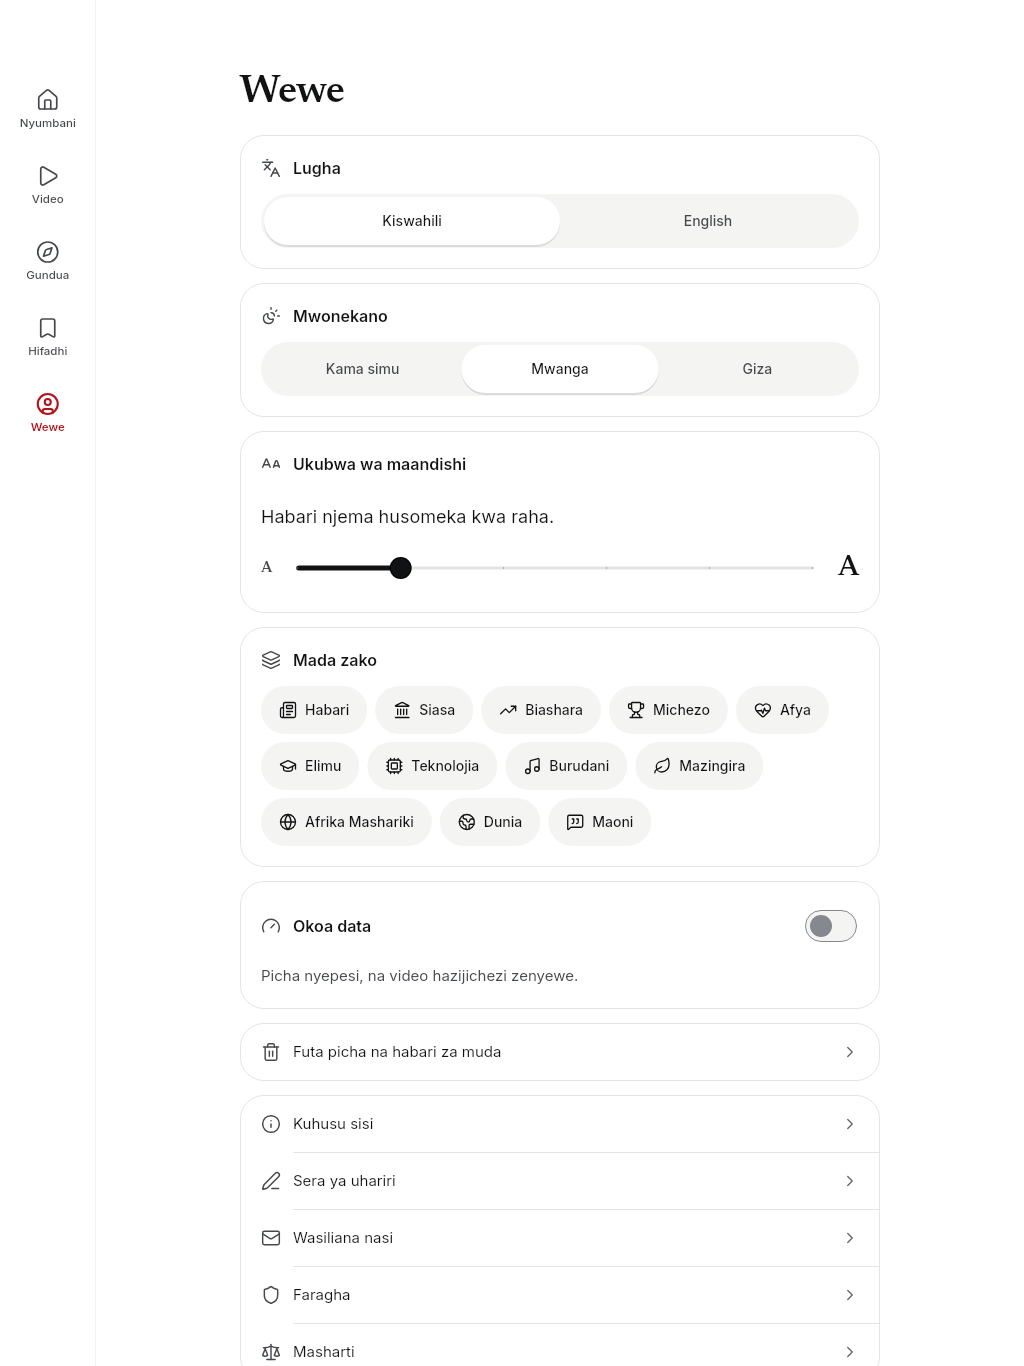 Wewe
Nyumbani
Video
Gundua
Hifadhi
Wewe
Lugha
Kiswahili English
Mwonekano
Kama simu Mwanga Giza
Ukubwa wa maandishi
Habari njema husomeka kwa raha.
A A
Mada zako
Habari Siasa Biashara Michezo Afya
Elimu Teknolojia Burudani Mazingira
Afrika Mashariki Dunia Maoni
Okoa data
Picha nyepesi, na video hazijichezi zenyewe.
Futa picha na habari za muda
Kuhusu sisi
Sera ya uhariri
Wasiliana nasi
Faragha
Masharti